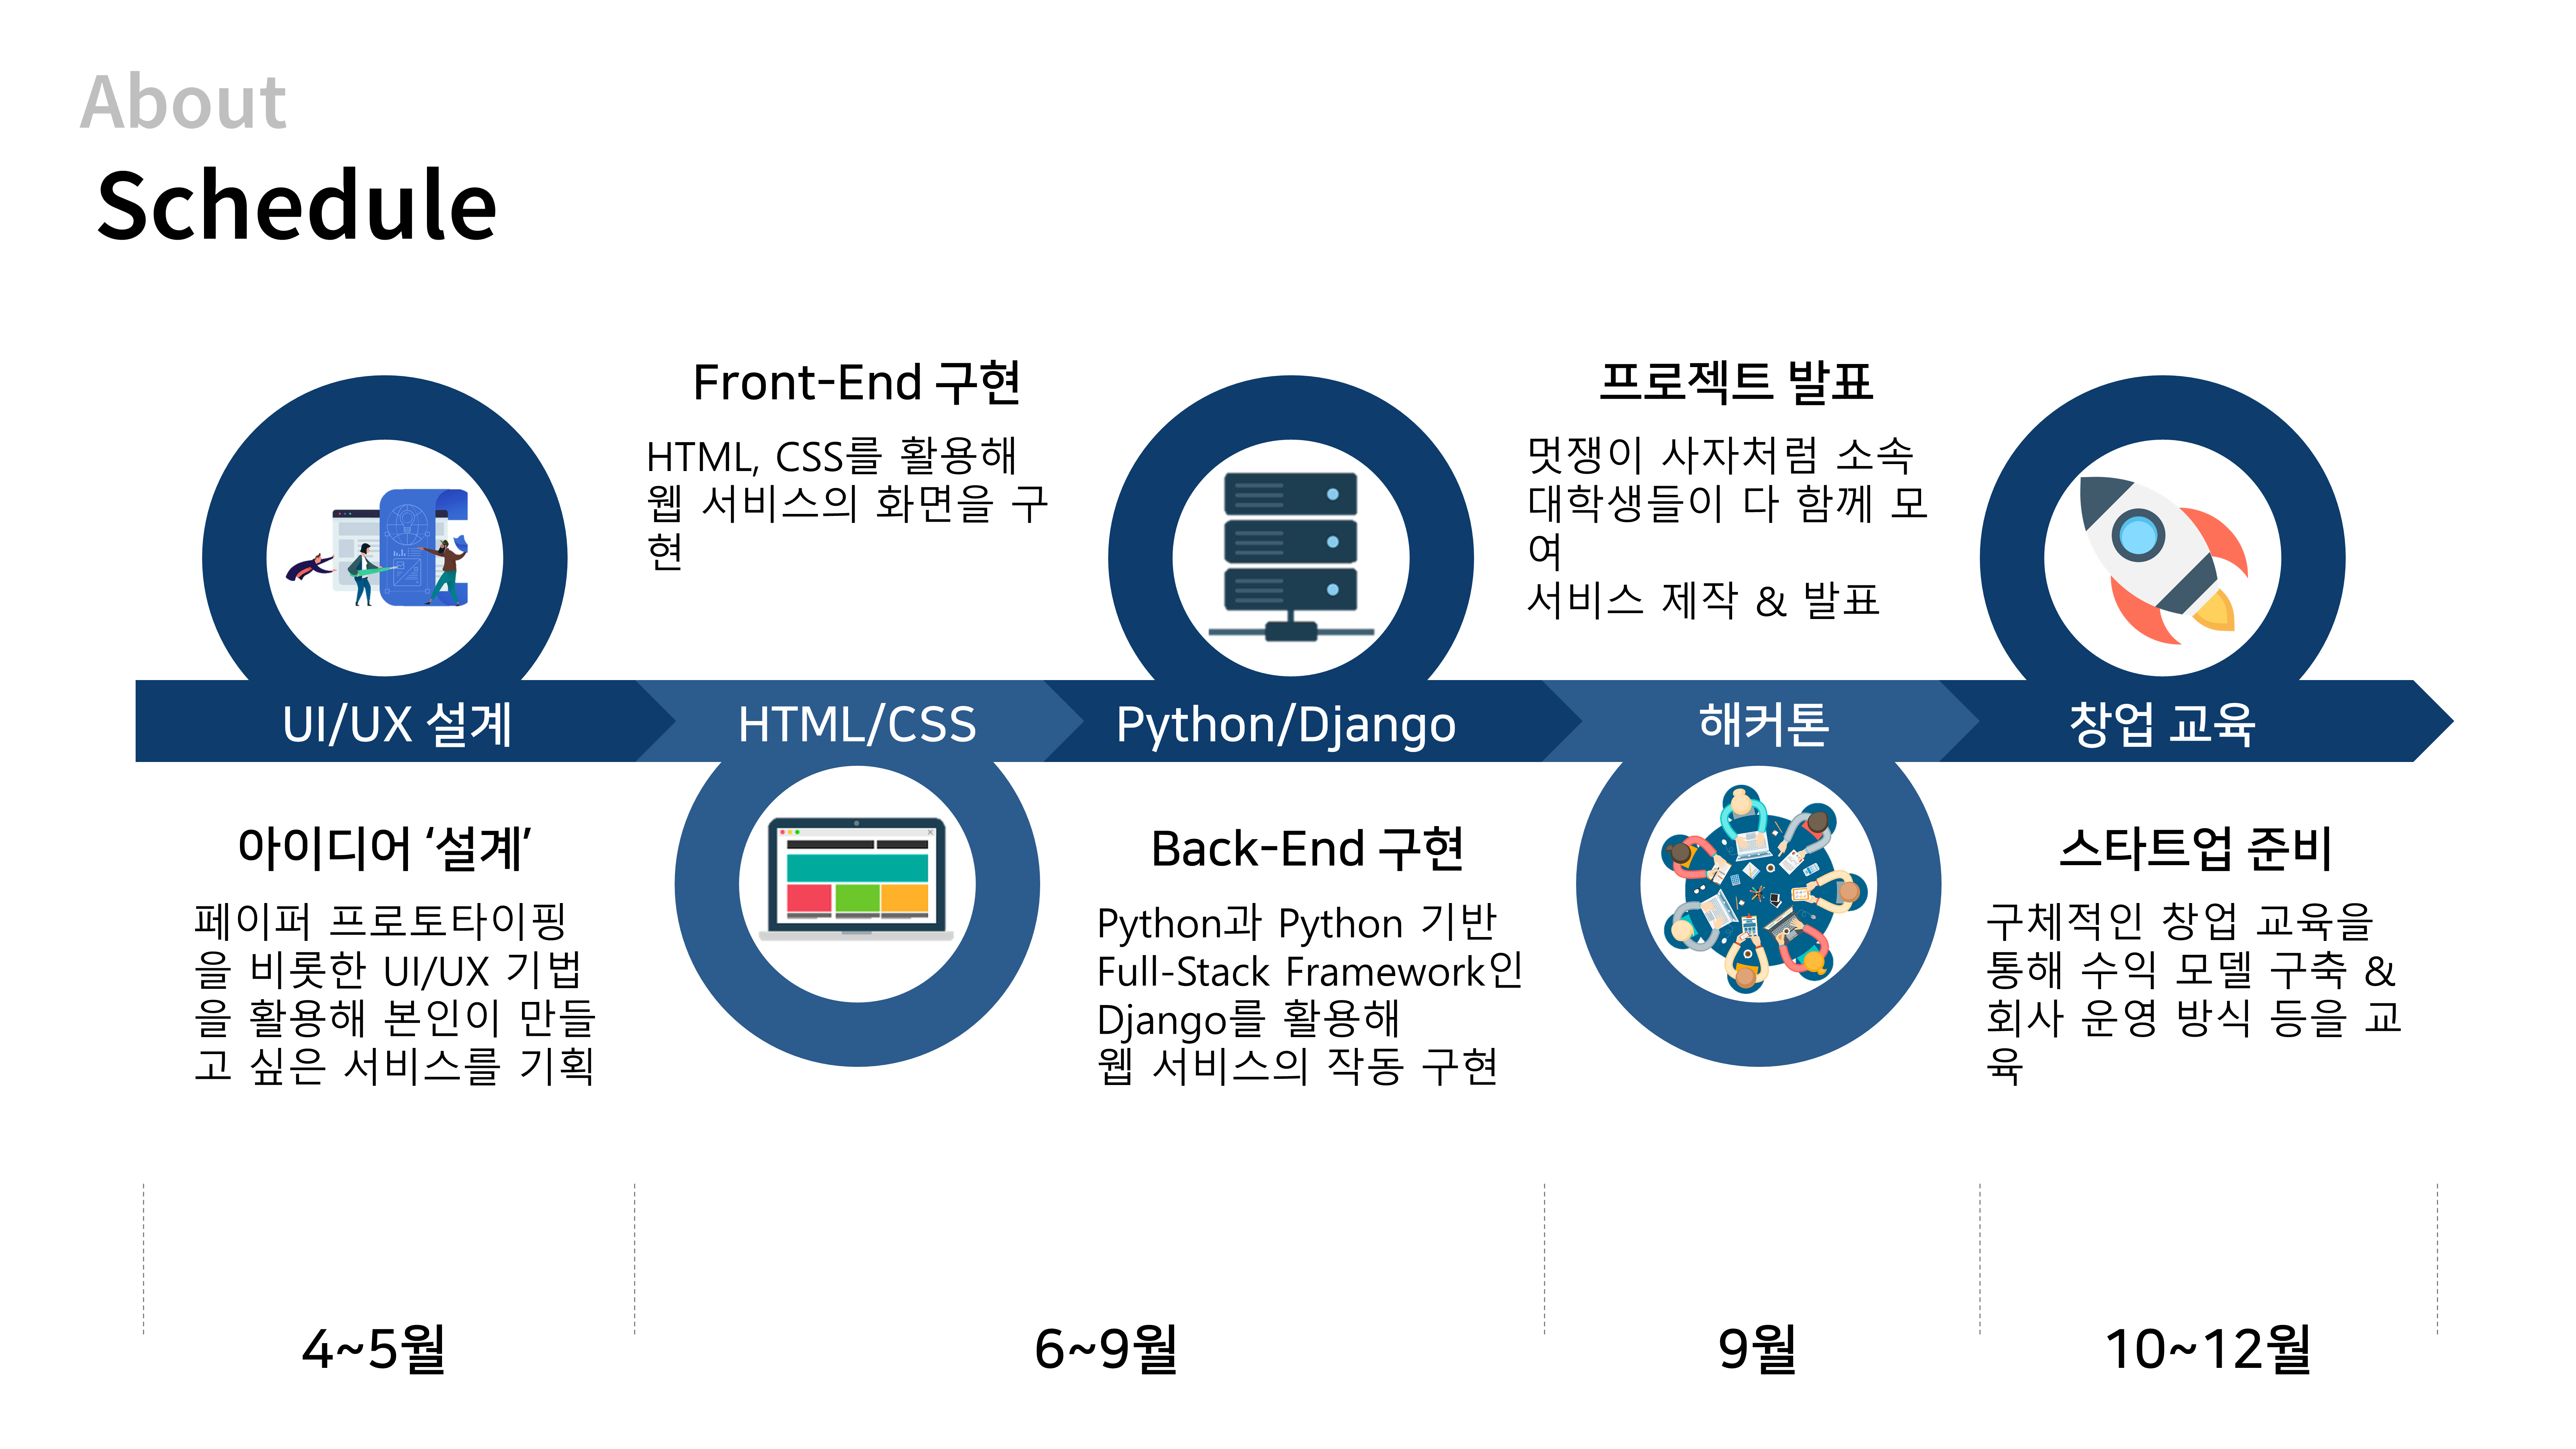 About
Schedule
Front-End 구현
HTML, CSS를 활용해
웹 서비스의 화면을 구
현
프로젝트 발표
멋쟁이 사자처럼 소속
대학생들이 다 함께 모
여
서비스 제작 & 발표
UI/UX 설계
HTML/CSS
Python/Django
해커톤
창업 교육
아이디어 ‘설계’
페이퍼 프로토타이핑
을 비롯한 UI/UX 기법
을 활용해 본인이 만들
고 싶은 서비스를 기획
Back-End 구현
Python과 Python 기반
Full-Stack Framework인
Django를 활용해
웹 서비스의 작동 구현
스타트업 준비
구체적인 창업 교육을
통해 수익 모델 구축 &
회사 운영 방식 등을 교
육
4~5월
6~9월
9월
10~12월